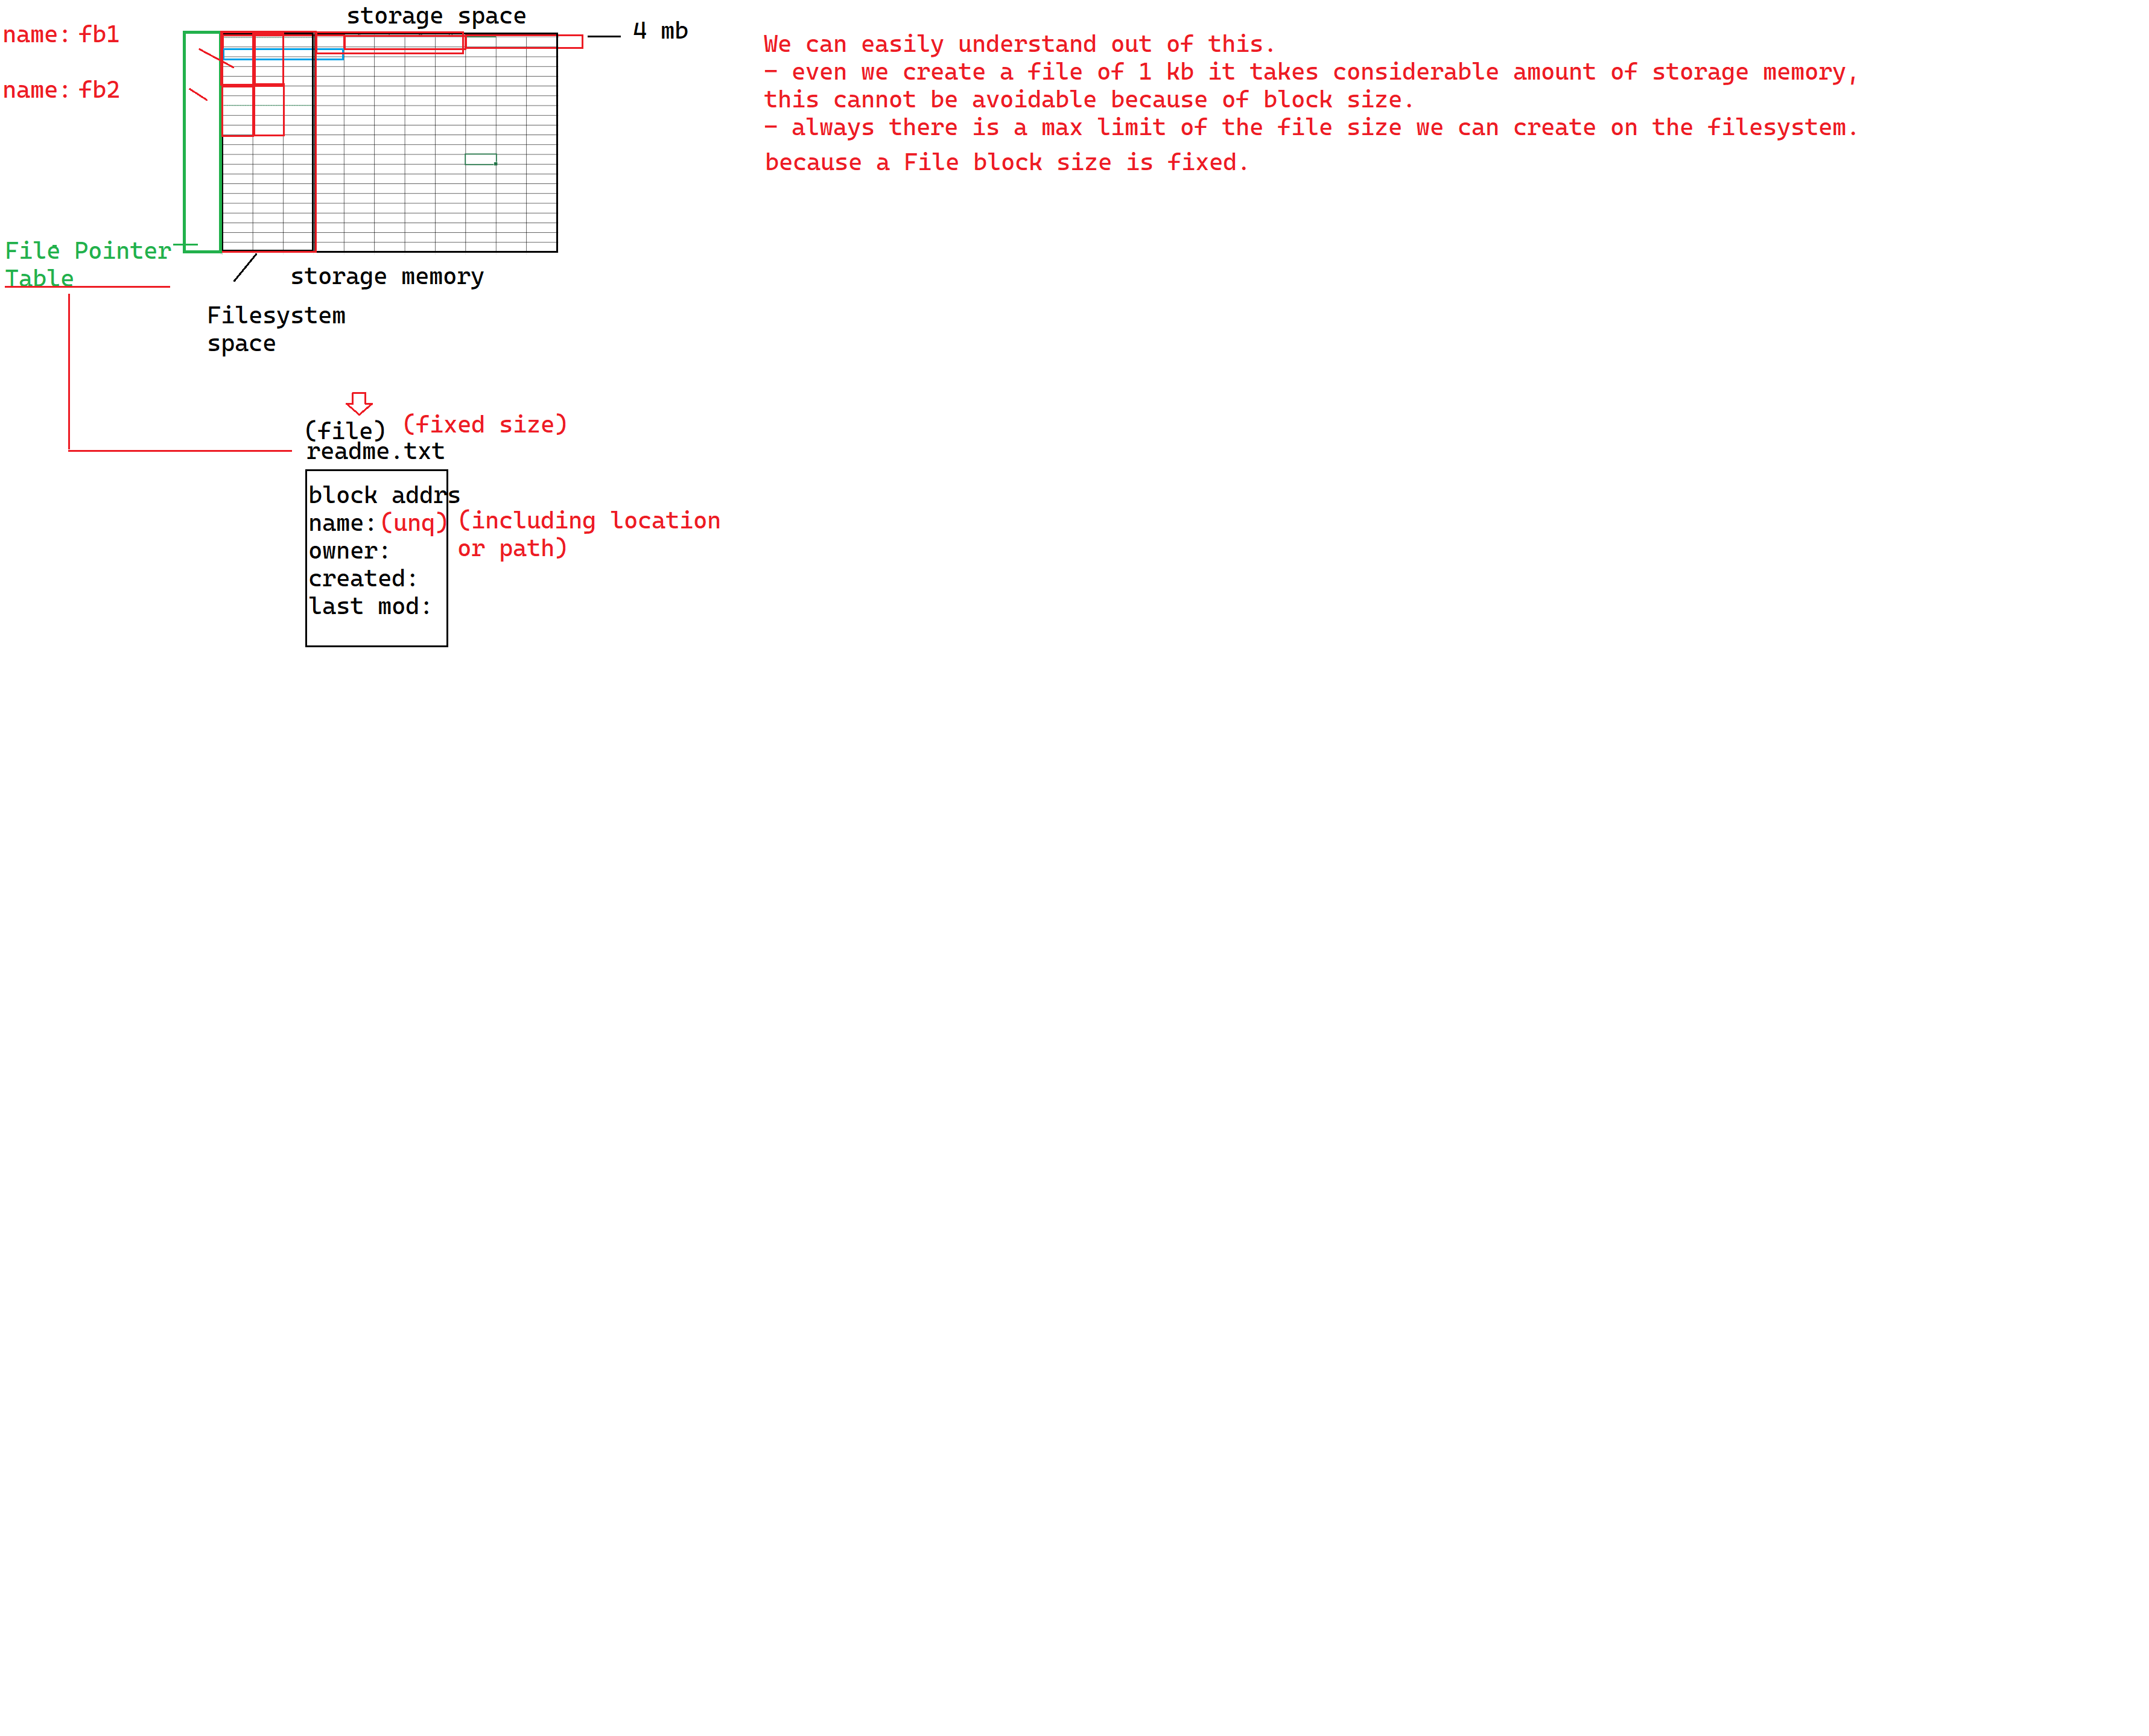 storage space
4 mb
name: fb1
name: fb2
We can easily understand out of this.
- even we create a file of 1 kb it takes considerable amount of storage memory,
this cannot be avoidable because of block size.
- always there is a max limit of the file size we can create on the filesystem.
because a File block size is fixed.
File Pointer
Table
storage memory
Filesystem
space
(file) (fixed size)
readme.txt
block addrs
name:(unq) (including location
or path)
owner:
created:
last mod: